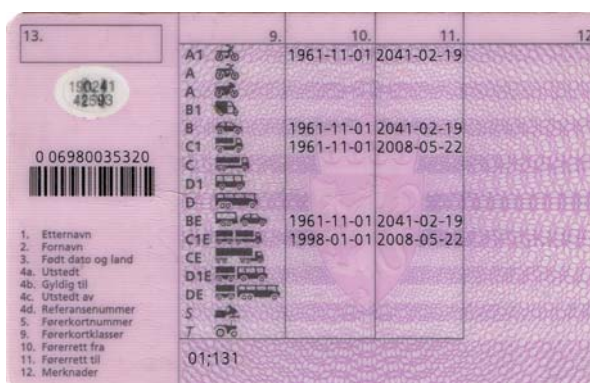 13.
9. 10. 11. 12
A1 1961-11-01 2041-02-19
A
A
B1
B 1961-11-01 2041-02-19
C1 1961-11-01 2008-05-22
C
D1
D
BE 1961-11-01 2041-02-19
C1E 1998-01-01 2008-05-22
CE
D1E
DE
S
T
01;131
190241
42593
0 06980035320
1. Etternavn
2. Fornavn
3. Født dato og land
4a. Utstedt
4b. Gyldig til
4c. Utstedt av
4d. Referansenummer
5. Førerkortnummer
9. Førerkortklasser
10. Førerrett fra
11. Førerrett til
12. Merknader